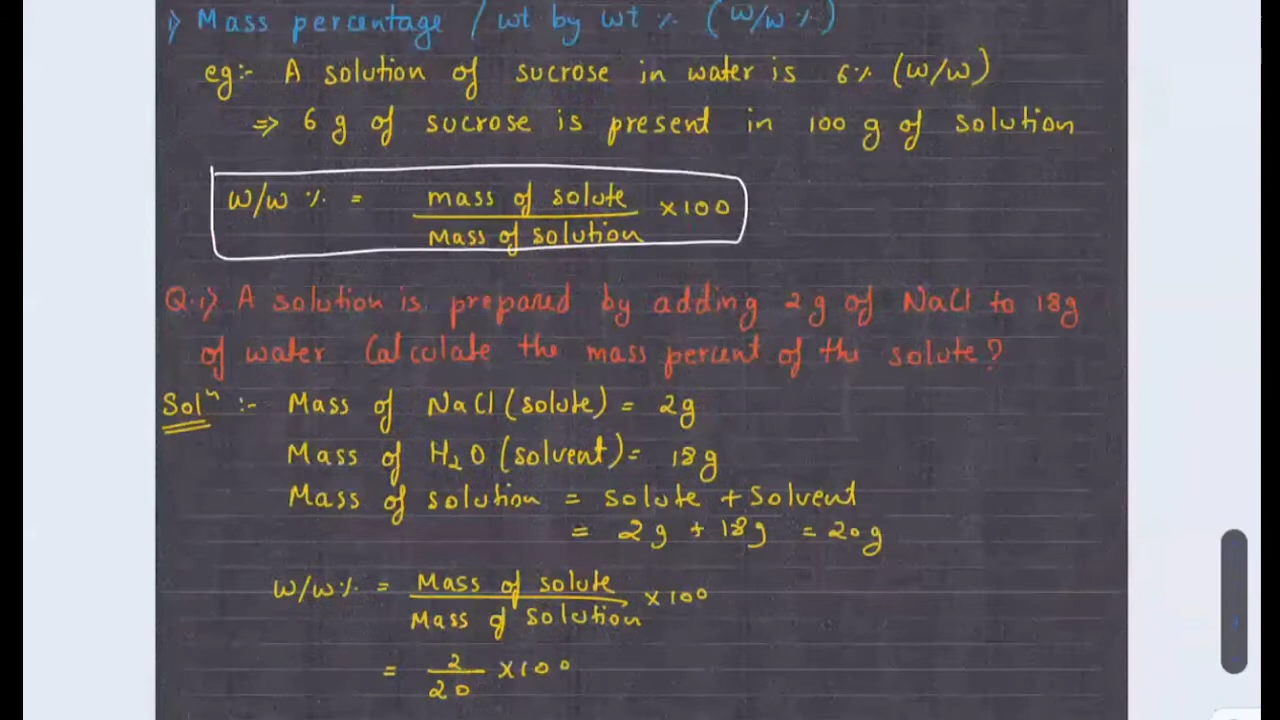 1) Mass percentage / wt by wt % (w/w %)
eg:- A solution of sucrose in water is 6% (w/w)
⇒ 6 g of sucrose is present in 100 g of solution
w/w % = mass of solute / Mass of solution ×100
Q.1) A solution is prepared by adding 2g of NaCl to 18g
of water Calculate the mass percent of the solute?
Solⁿ :- Mass of NaCl (solute) = 2g
Mass of H₂O (solvent) = 18g
Mass of solution = solute + solvent
= 2g + 18g = 20g
w/w% = Mass of solute / Mass of solution ×100
= 2/20 ×100